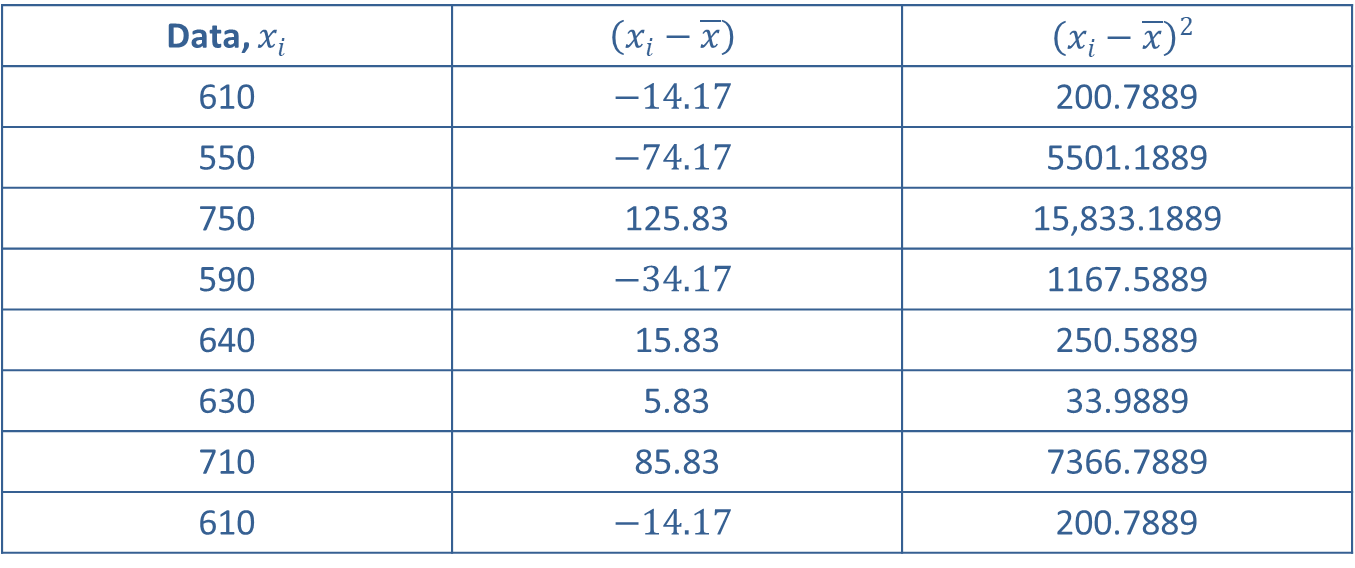 Data, xᵢ (xᵢ − x̅) (xᵢ − x̅)²
610 −14.17 200.7889
550 −74.17 5501.1889
750 125.83 15,833.1889
590 −34.17 1167.5889
640 15.83 250.5889
630 5.83 33.9889
710 85.83 7366.7889
610 −14.17 200.7889